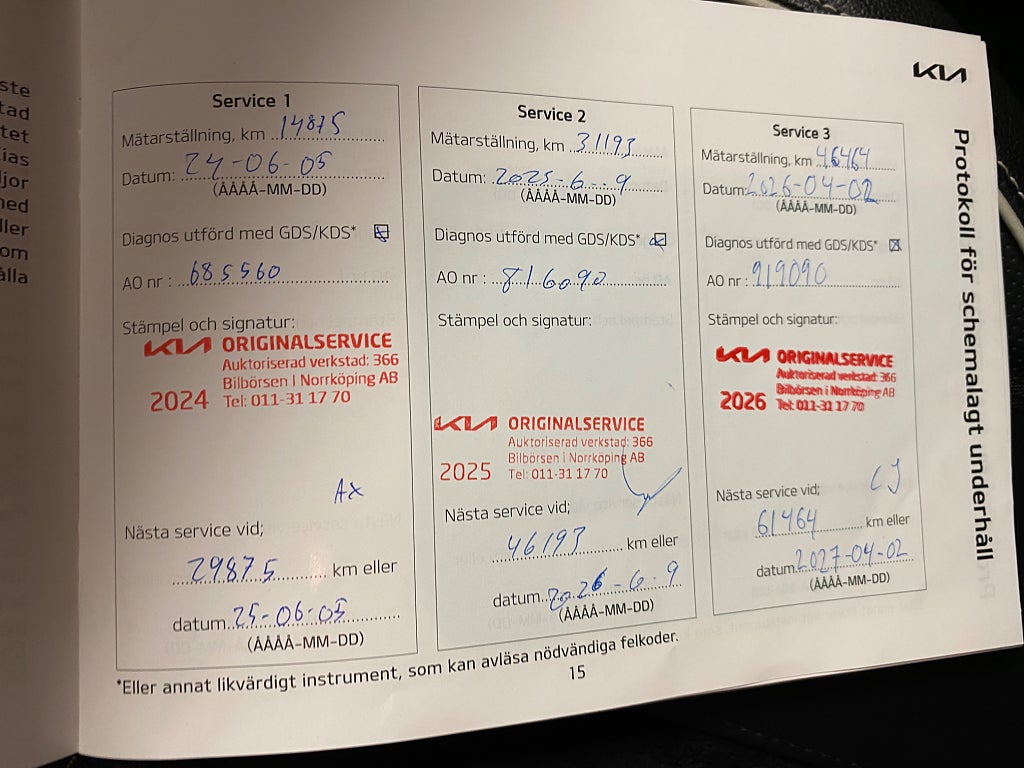 ste
tad
tet
ias
jor
ned
ller
om
ålla
KIA
Protokoll för schemalagt underhåll
Service 1
Mätarställning, km 14875
Datum: 24-06-05
(ÅÅÅÅ-MM-DD)
Diagnos utförd med GDS/KDS*
AO nr : 685560
Stämpel och signatur:
KIA ORIGINALSERVICE
Auktoriserad verkstad: 366
Bilbörsen i Norrköping AB
2024 Tel: 011-31 17 70
AX
Nästa service vid;
29875 km eller
datum. 25-06-05
(ÅÅÅÅ-MM-DD)
Service 2
Mätarställning, km 31193
Datum: 2025-6-9
(ÅÅÅÅ-MM-DD)
Diagnos utförd med GDS/KDS*
AO nr : 816090
Stämpel och signatur:
KIA ORIGINALSERVICE
Auktoriserad verkstad: 366
Bilbörsen i Norrköping AB
2025 Tel: 011-31 17 70
Nästa service vid;
46193 km eller
datum. 2026-6-9
(ÅÅÅÅ-MM-DD)
Service 3
Mätarställning, km 46464
Datum: 2026-04-02
(ÅÅÅÅ-MM-DD)
Diagnos utförd med GDS/KDS*
AO nr : 919090
Stämpel och signatur:
KIA ORIGINALSERVICE
Auktoriserad verkstad: 366
Bilbörsen i Norrköping AB
2026 Tel: 011-31 17 70
CJ
Nästa service vid;
61464 km eller
datum. 2027-04-02
(ÅÅÅÅ-MM-DD)
*Eller annat likvärdigt instrument, som kan avläsa nödvändiga felkoder.
15